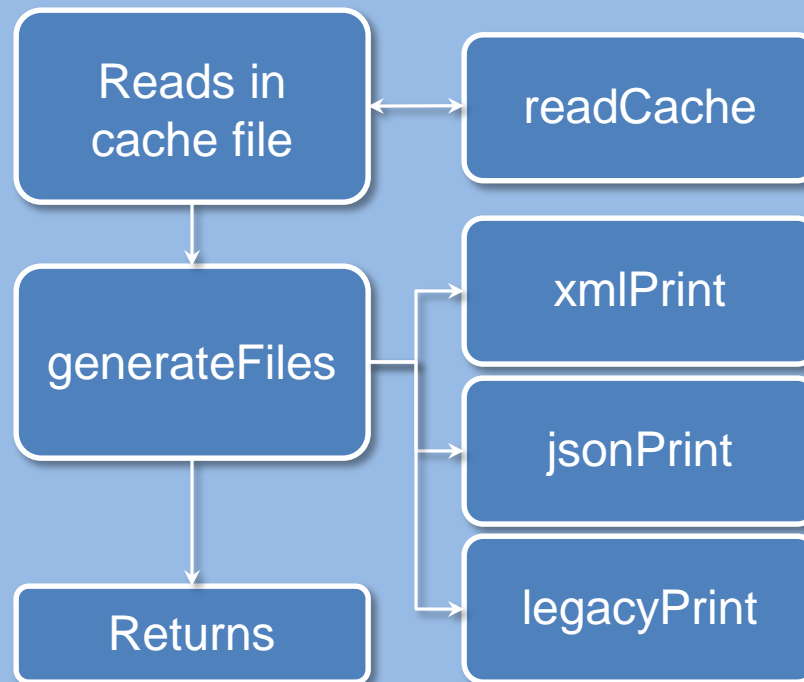 Reads in
cache file
readCache
generateFiles
xmlPrint
jsonPrint
legacyPrint
Returns